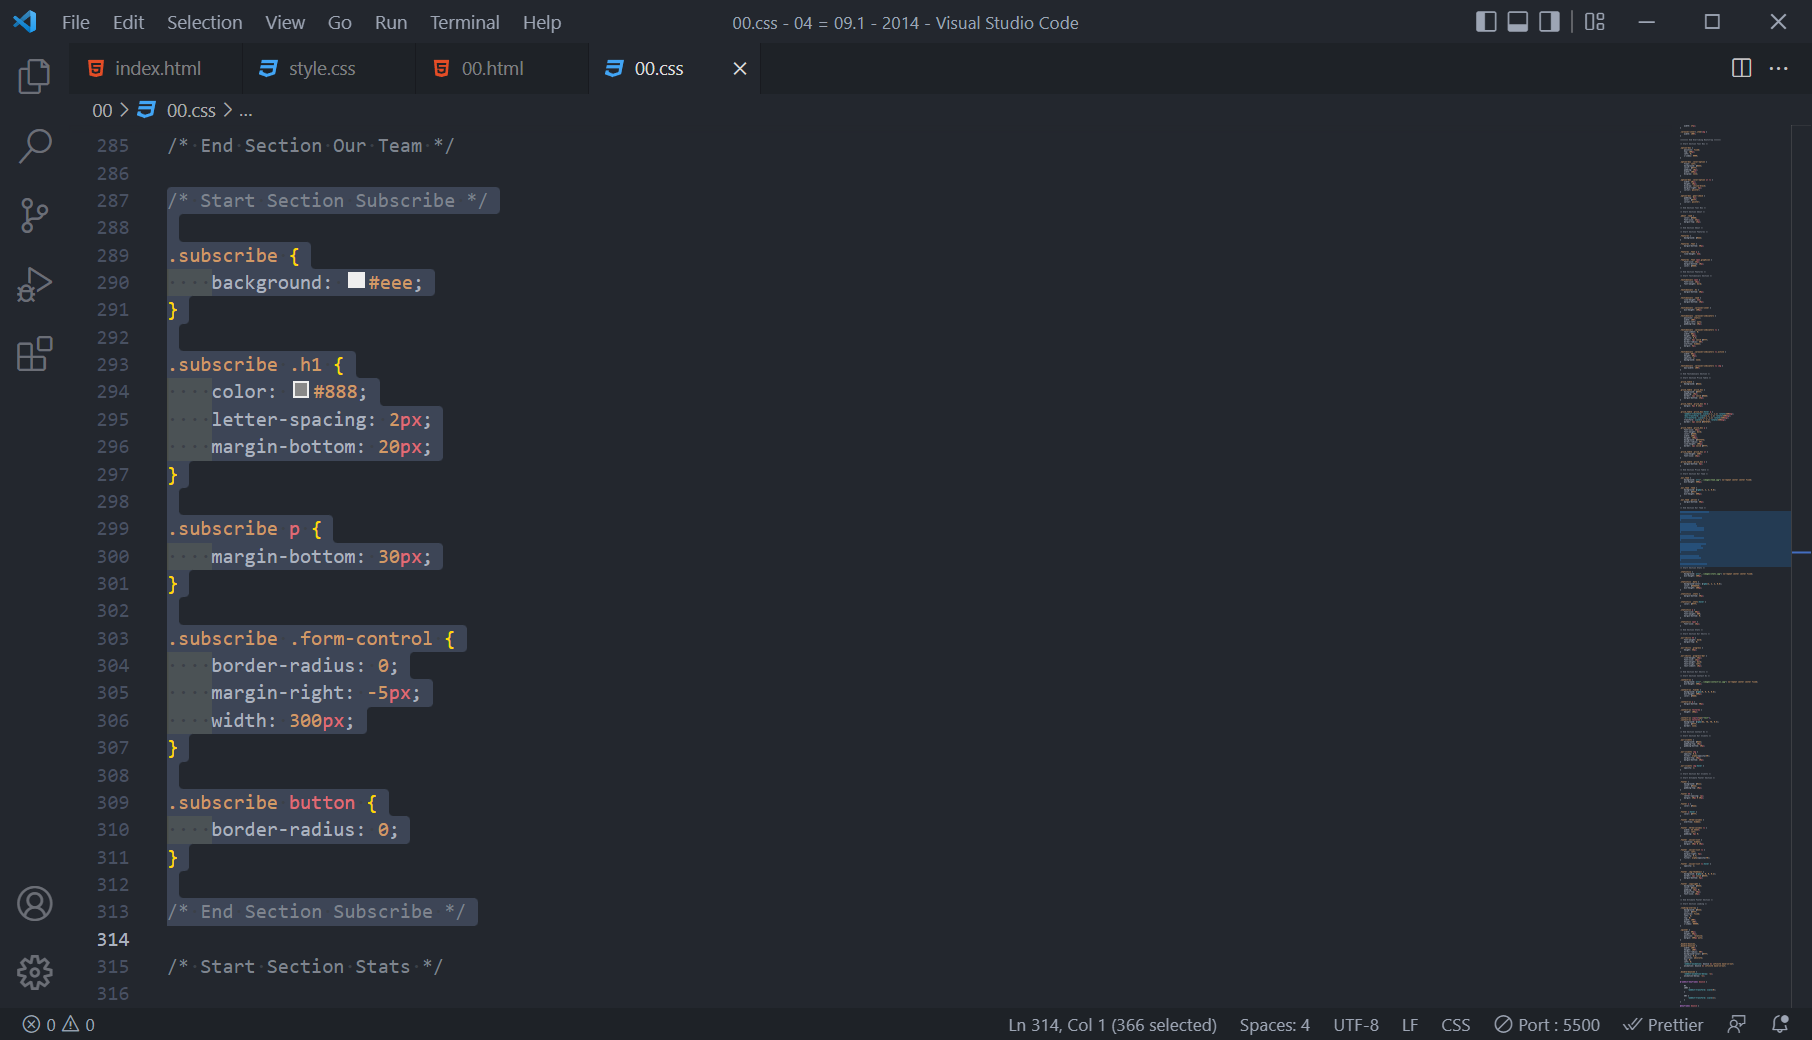 File Edit Selection View Go Run Terminal Help 00.css - 04 = 09.1 - 2014 - Visual Studio Code
index.html style.css 00.html 00.css
00 > 00.css > ...
285 /* End Section Our Team */
286
287 /* Start Section Subscribe */
288
289 .subscribe {
290 background: #eee;
291 }
292
293 .subscribe .h1 {
294 color: #888;
295 letter-spacing: 2px;
296 margin-bottom: 20px;
297 }
298
299 .subscribe p {
300 margin-bottom: 30px;
301 }
302
303 .subscribe .form-control {
304 border-radius: 0;
305 margin-right: -5px;
306 width: 300px;
307 }
308
309 .subscribe button {
310 border-radius: 0;
311 }
312
313 /* End Section Subscribe */
314
315 /* Start Section Stats */
316
0 0 Ln 314, Col 1 (366 selected) Spaces: 4 UTF-8 LF CSS Port : 5500 Prettier